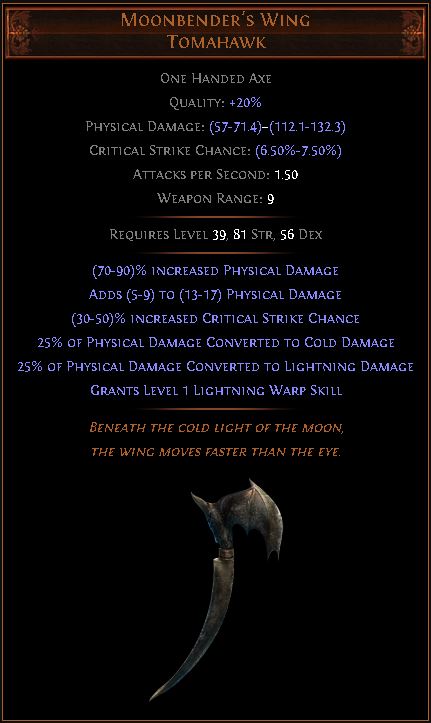 Moonbender's Wing
Tomahawk
One Handed Axe
Quality: +20%
Physical Damage: (57-71.4)–(112.1-132.3)
Critical Strike Chance: (6.50%-7.50%)
Attacks per Second: 1.50
Weapon Range: 9
Requires Level 39, 81 Str, 56 Dex
(70-90)% increased Physical Damage
Adds (5-9) to (13-17) Physical Damage
(30-50)% increased Critical Strike Chance
25% of Physical Damage Converted to Cold Damage
25% of Physical Damage Converted to Lightning Damage
Grants Level 1 Lightning Warp Skill
Beneath the cold light of the moon,
the wing moves faster than the eye.